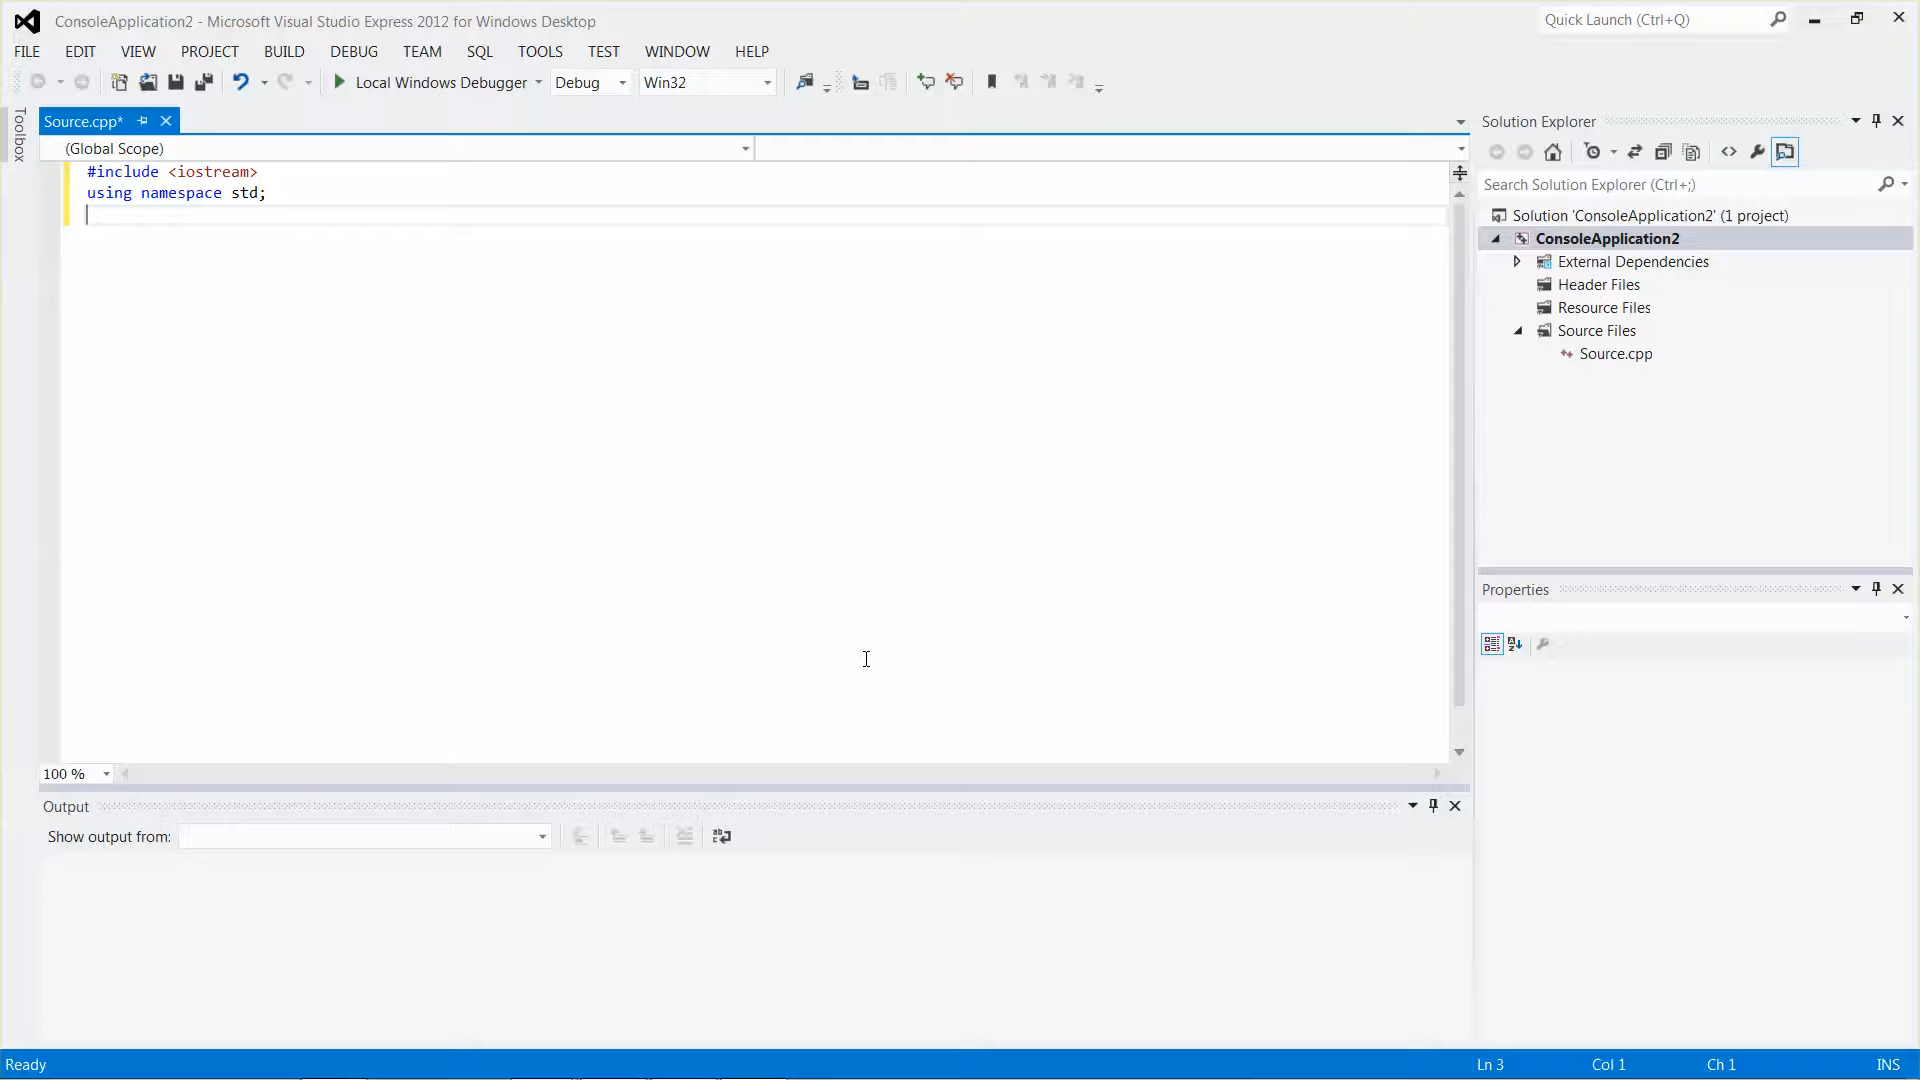 ConsoleApplication2 - Microsoft Visual Studio Express 2012 for Windows Desktop
Quick Launch (Ctrl+Q)
FILE EDIT VIEW PROJECT BUILD DEBUG TEAM SQL TOOLS TEST WINDOW HELP
Local Windows Debugger Debug Win32
Toolbox
Source.cpp*
(Global Scope)
#include <iostream>
using namespace std;
100 %
Output
Show output from:
Solution Explorer
Search Solution Explorer (Ctrl+;)
Solution 'ConsoleApplication2' (1 project)
ConsoleApplication2
External Dependencies
Header Files
Resource Files
Source Files
Source.cpp
Properties
Ready Ln 3 Col 1 Ch 1 INS